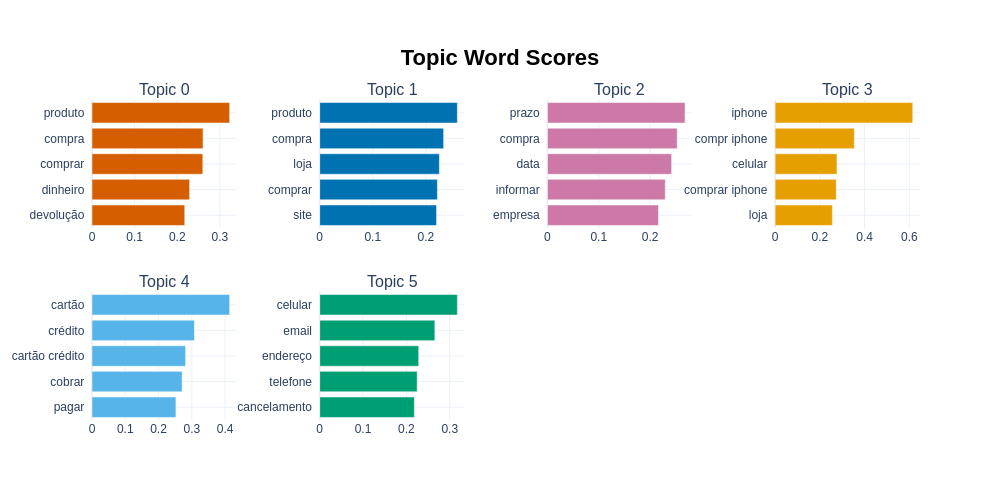 Topic Word Scores
Topic 0
produto
compra
comprar
dinheiro
devolução
0 0.1 0.2 0.3
Topic 1
produto
compra
loja
comprar
site
0 0.1 0.2
Topic 2
prazo
compra
data
informar
empresa
0 0.1 0.2
Topic 3
iphone
compr iphone
celular
comprar iphone
loja
0 0.2 0.4 0.6
Topic 4
cartão
crédito
cartão crédito
cobrar
pagar
0 0.1 0.2 0.3 0.4
Topic 5
celular
email
endereço
telefone
cancelamento
0 0.1 0.2 0.3